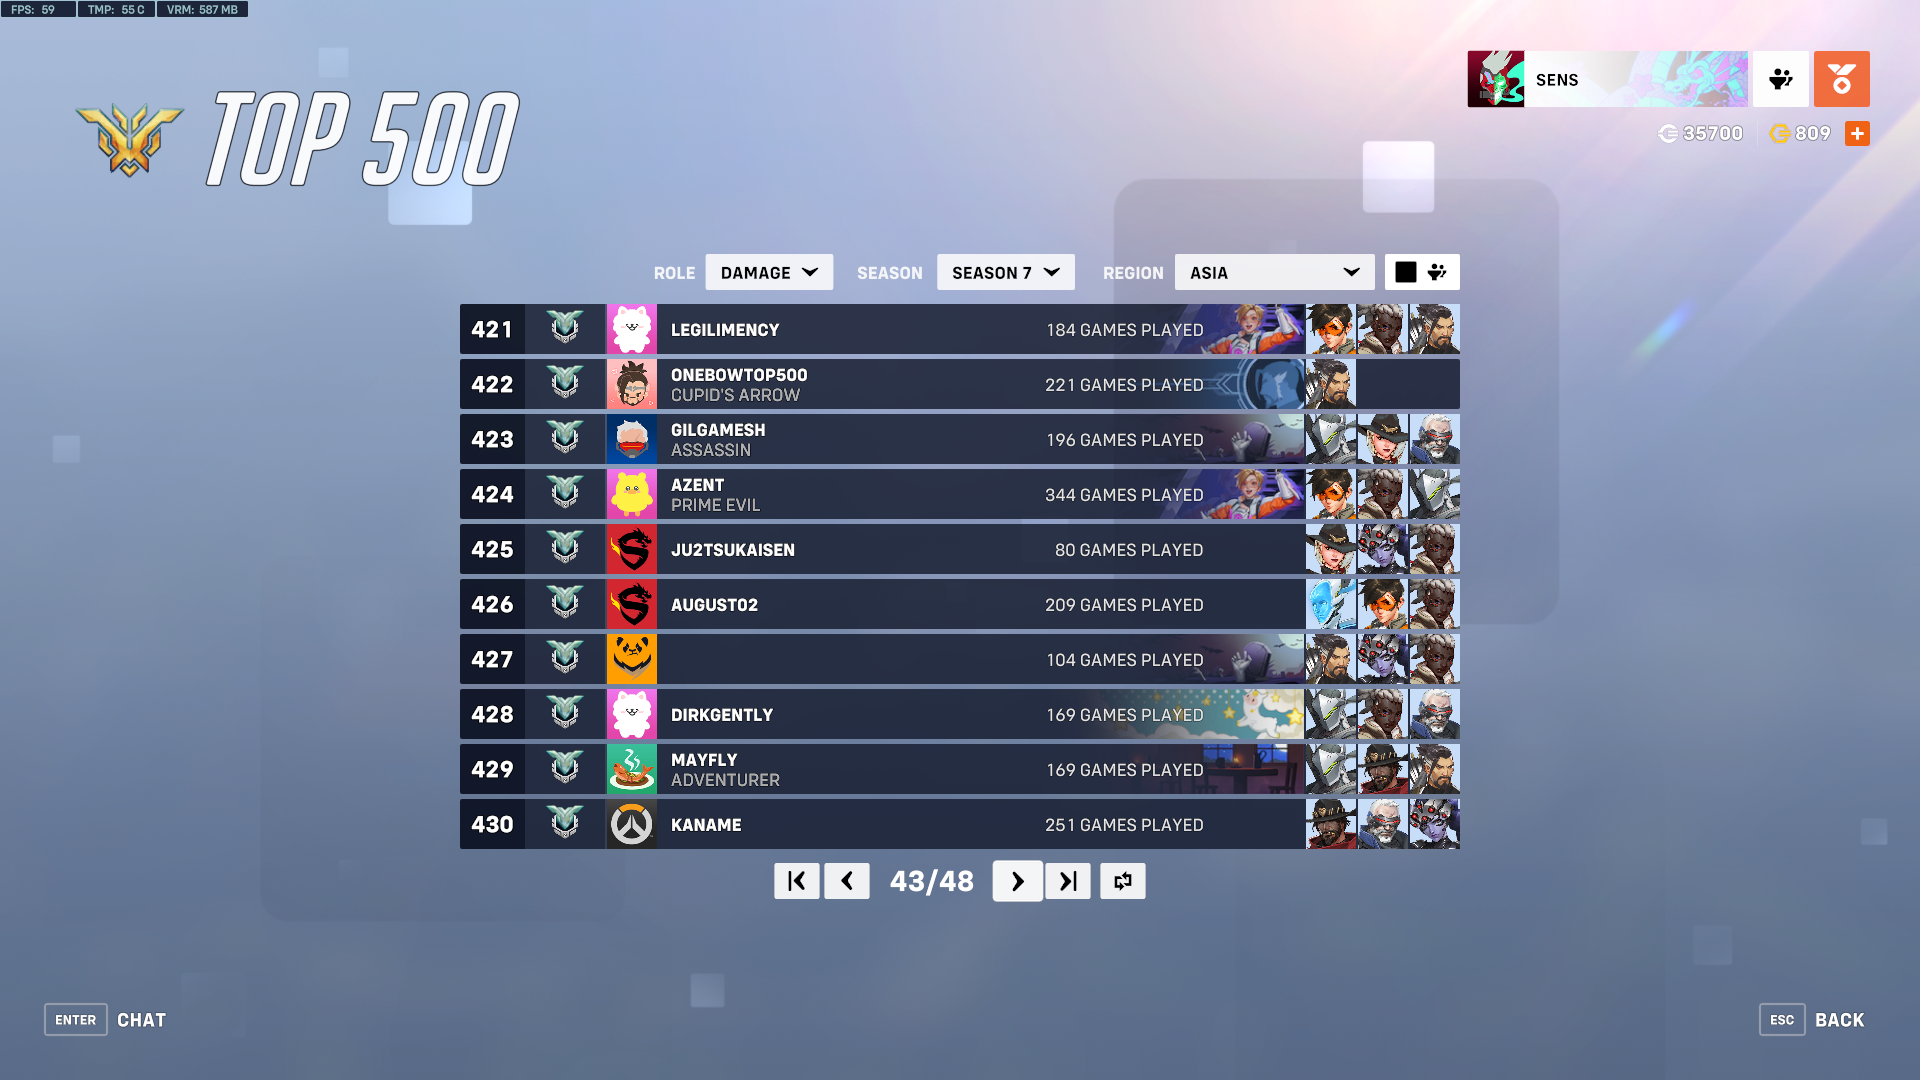 FPS: 59 TMP: 55 C VRM: 587 MB
TOP 500
SENS
35700 809
ROLE DAMAGE SEASON SEASON 7 REGION ASIA
421 LEGILIMENCY 184 GAMES PLAYED
422 ONEBOWTOP500 221 GAMES PLAYED
CUPID'S ARROW
423 GILGAMESH 196 GAMES PLAYED
ASSASSIN
424 AZENT 344 GAMES PLAYED
PRIME EVIL
425 JU2TSUKAISEN 80 GAMES PLAYED
426 AUGUST02 209 GAMES PLAYED
427 104 GAMES PLAYED
428 DIRKGENTLY 169 GAMES PLAYED
429 MAYFLY 169 GAMES PLAYED
ADVENTURER
430 KANAME 251 GAMES PLAYED
43/48
ENTER CHAT
ESC BACK